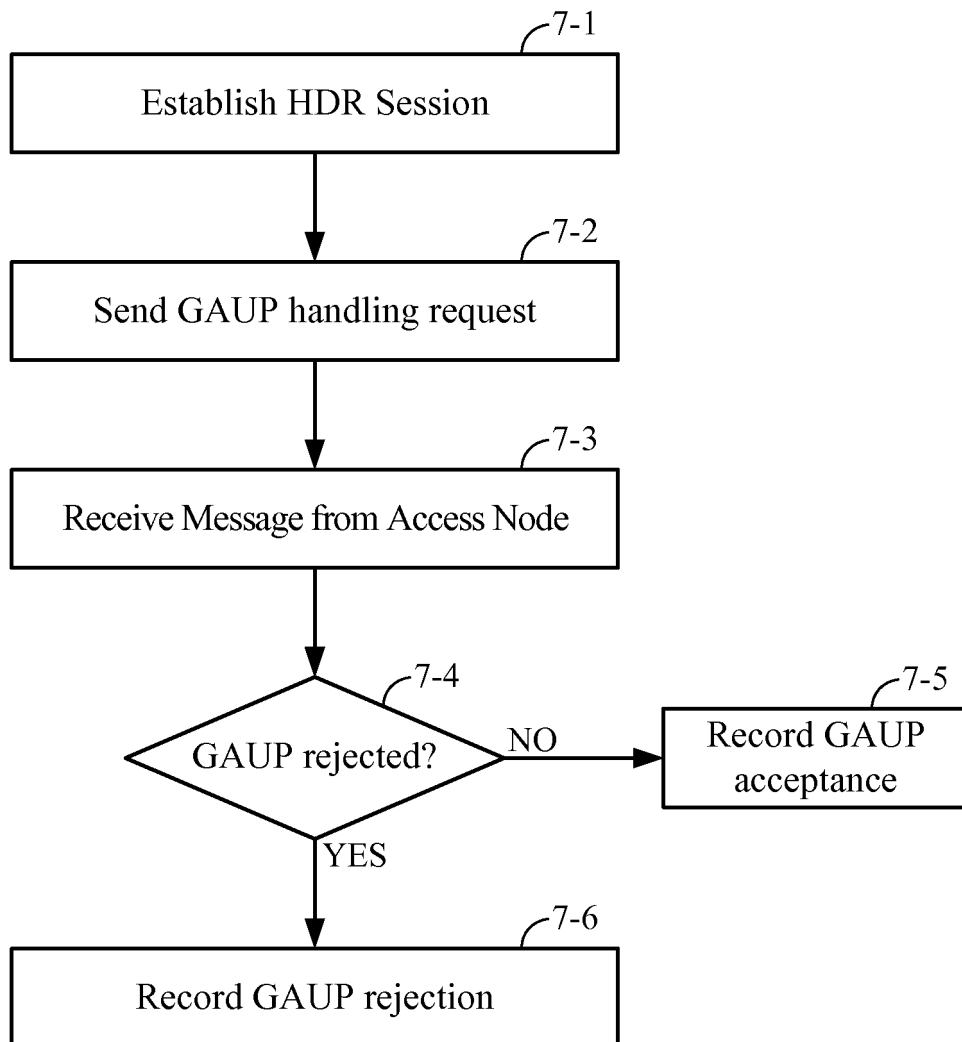 7-1
Establish HDR Session
7-2
Send GAUP handling request
7-3
Receive Message from Access Node
7-4
GAUP rejected?
NO
7-5
Record GAUP
acceptance
YES
7-6
Record GAUP rejection